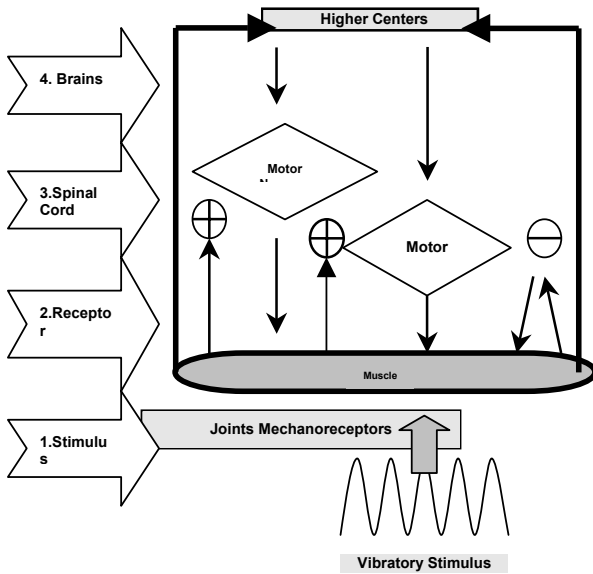 Higher Centers
4. Brains
Motor
3.Spinal
Cord
Motor
2.Recepto
r
Muscle
1.Stimulu
s
Joints Mechanoreceptors
Vibratory Stimulus